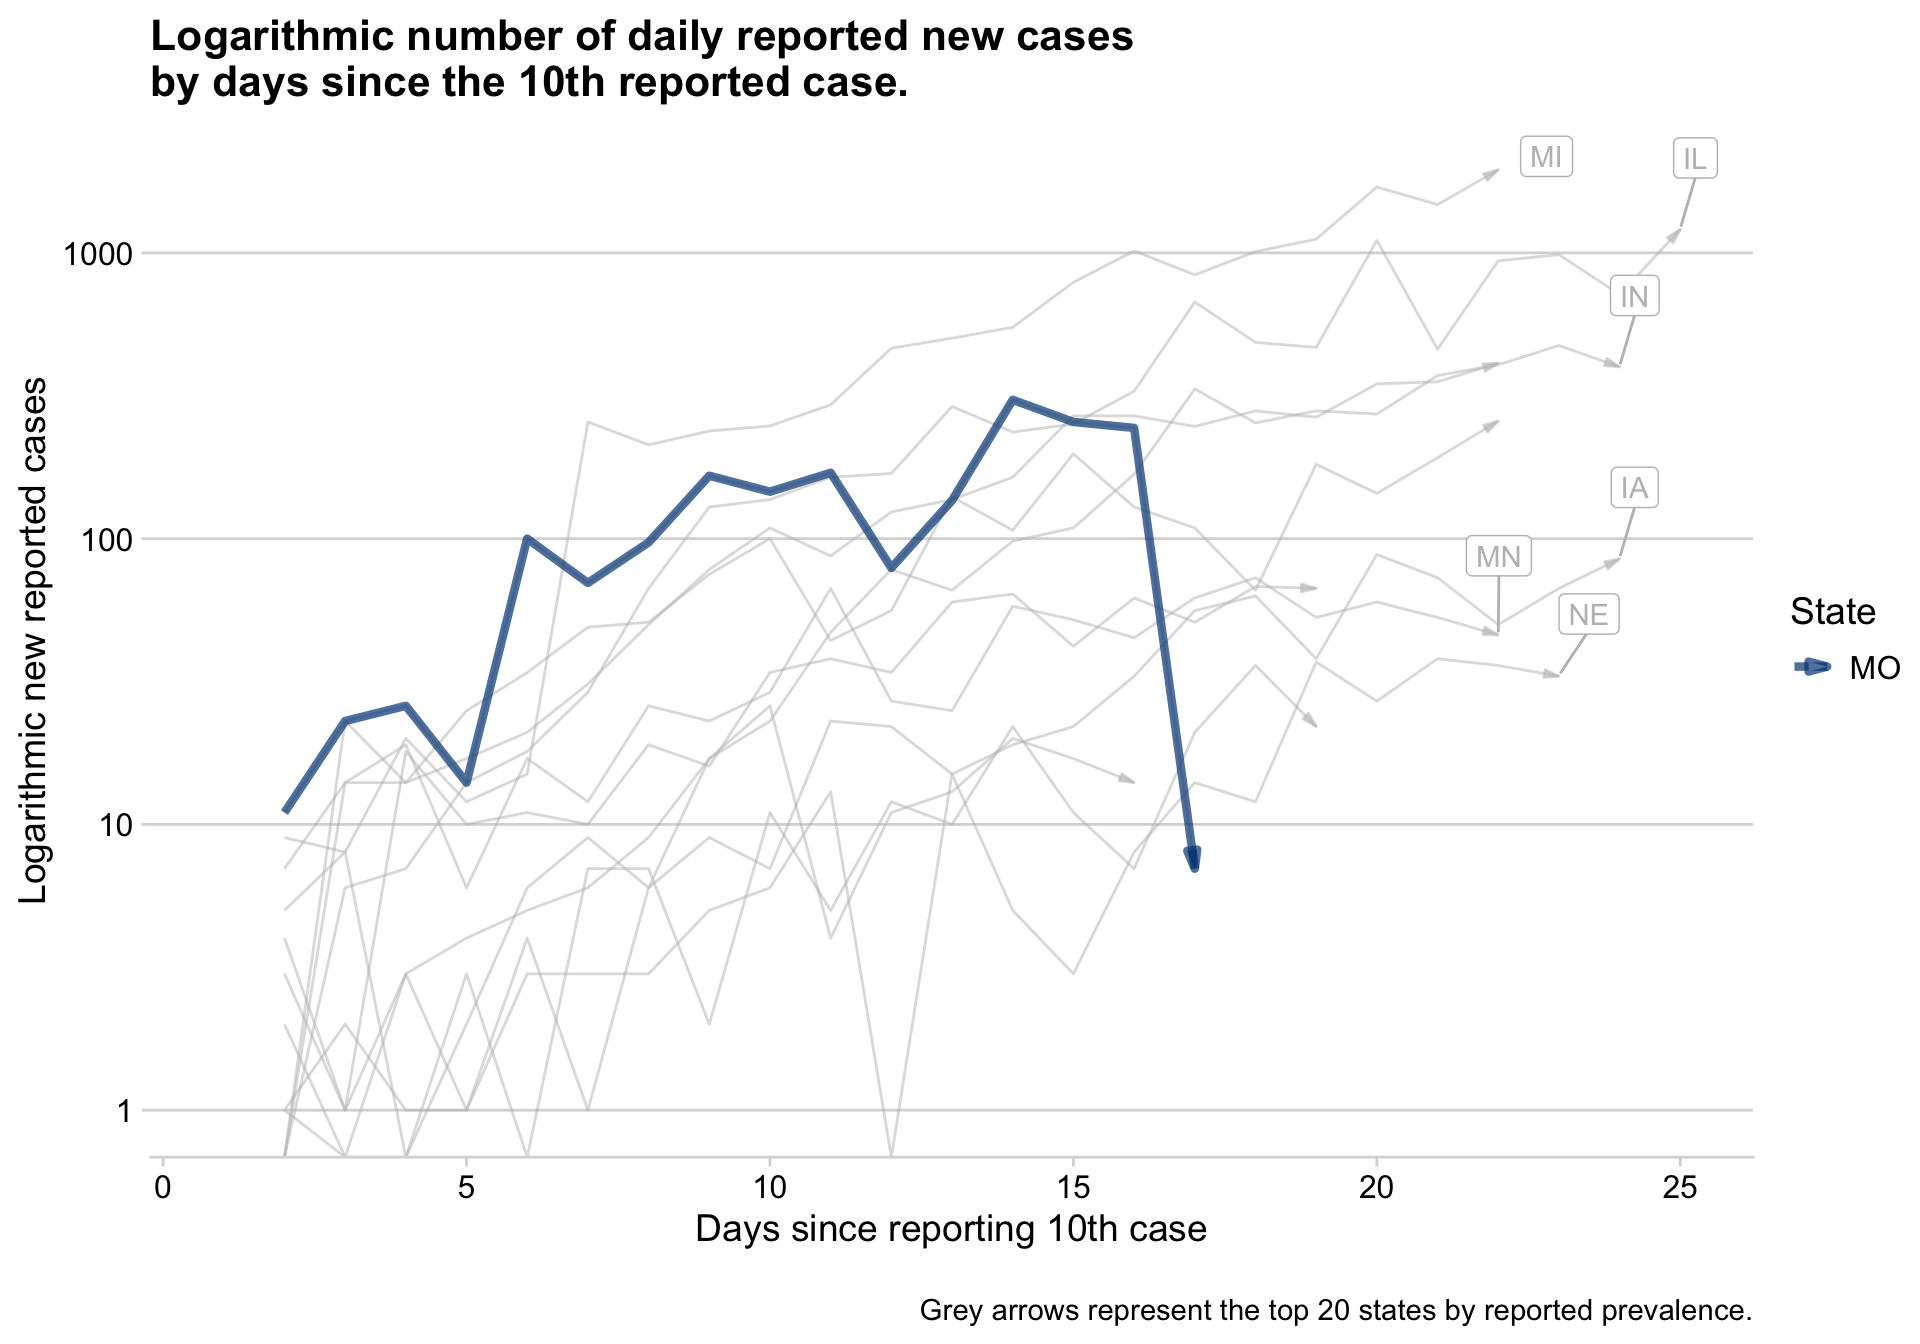 Logarithmic number of daily reported new cases
by days since the 10th reported case.
MI
IL
1000
IN
Logarithmic new reported cases
IA
100
MN
NE
State
MO
10
1
0
5
10
15
20
25
Days since reporting 10th case
Grey arrows represent the top 20 states by reported prevalence.